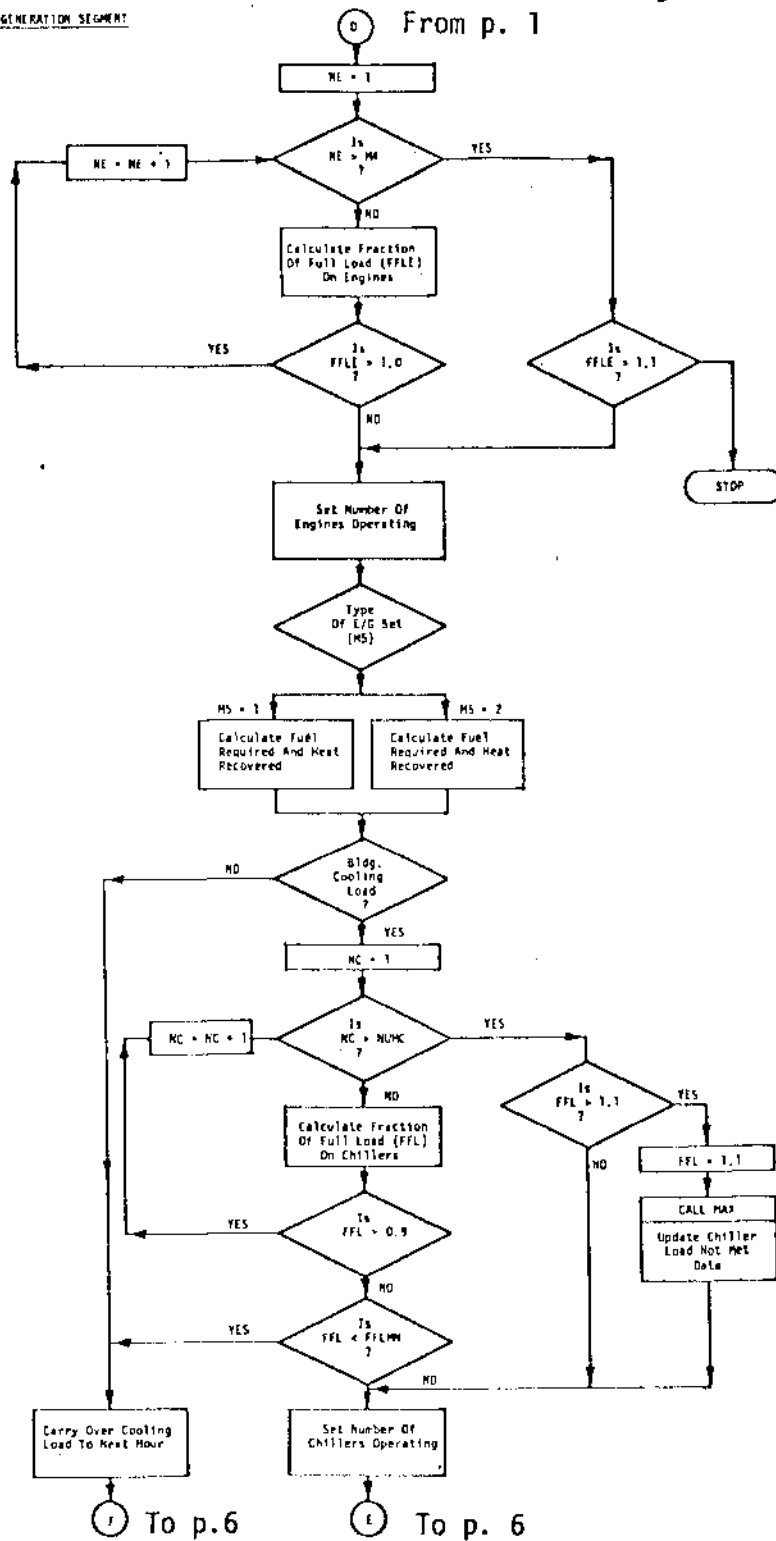 GENERATION SEGMENT
D From p. 1
NE = 1
Is
NE > M4
?
YES
NE = NE + 1
NO
Calculate Fraction
Of Full Load (FFLE)
On Engines
YES
Is
FFLE > 1.0
?
Is
FFLE > 1.1
?
NO
STOP
Set Number Of
Engines Operating
Type
Of E/G Set
(M5)
M5 = 1
M5 = 2
Calculate Fuel
Required And Heat
Recovered
Calculate Fuel
Required And Heat
Recovered
NO
Bldg.
Cooling
Load
?
YES
NC = 1
NC = NC + 1
Is
NC > NUMC
?
YES
Is
FFL > 1.1
?
YES
NO
Calculate Fraction
Of Full Load (FFL)
On Chillers
NO
FFL = 1.1
CALL MAX
Update Chiller
Load Not Met
Data
YES
Is
FFL > 0.9
?
NO
YES
Is
FFL < FFLMN
?
NO
Carry Over Cooling
Load To Next Hour
Set Number Of
Chillers Operating
F To p.6
E To p. 6